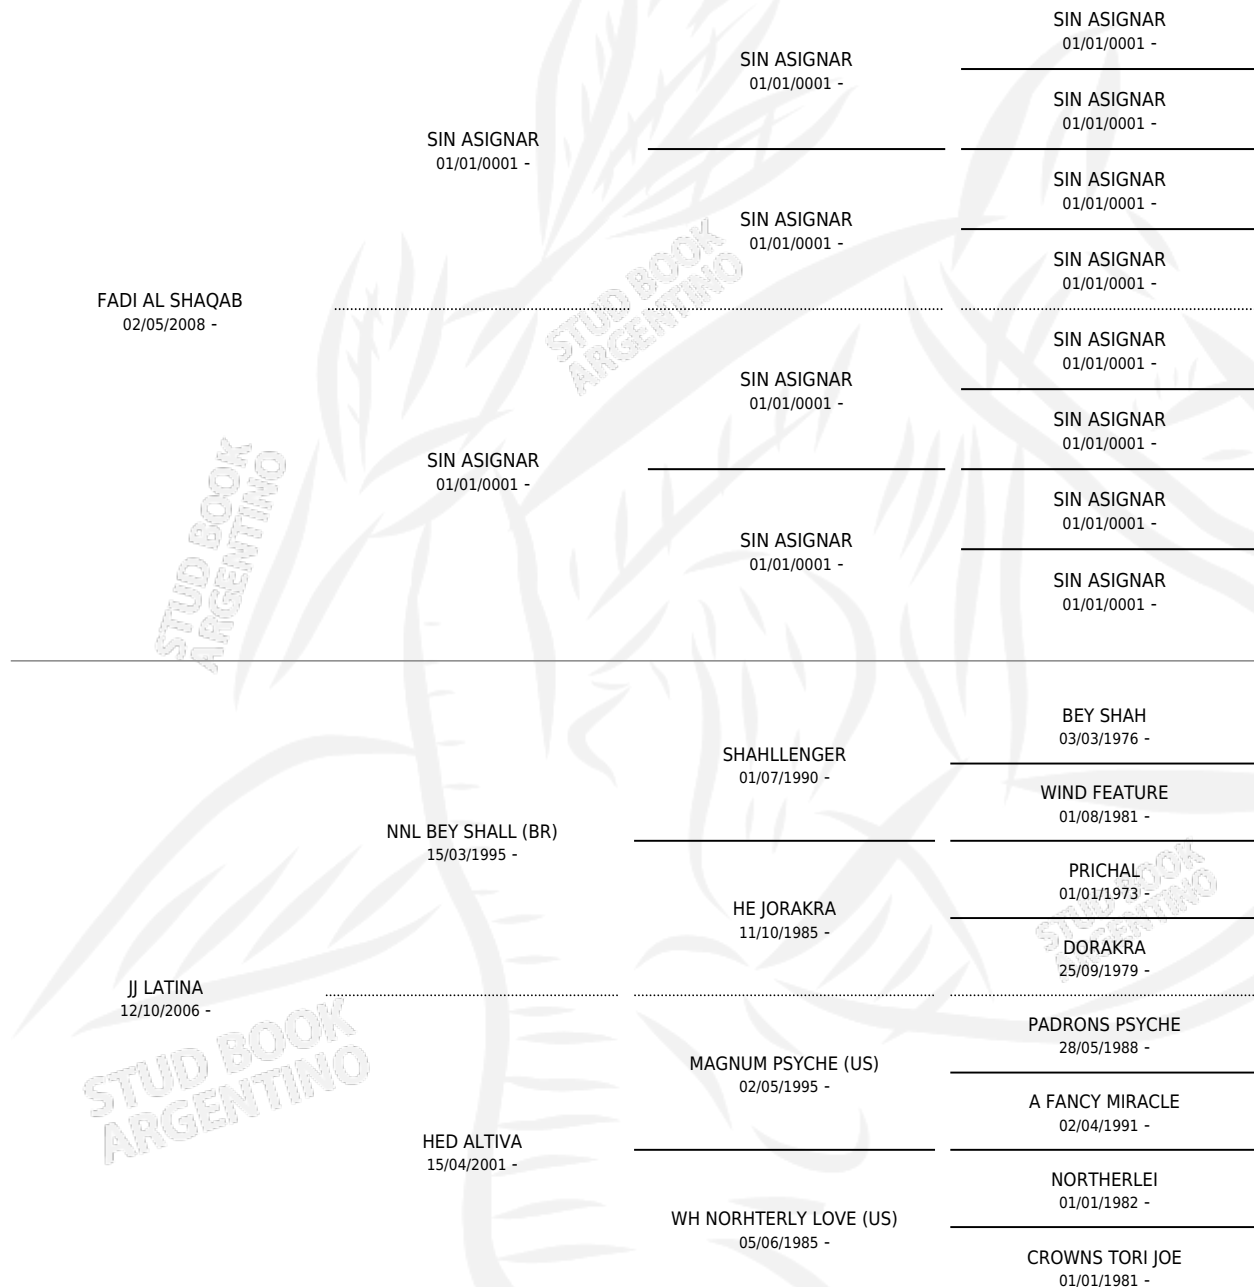 SIN ASIGNAR
01/01/0001 -
SIN ASIGNAR
01/01/0001 -
SIN ASIGNAR
01/01/0001 -
SIN ASIGNAR
01/01/0001 -
SIN ASIGNAR
01/01/0001 -
SIN ASIGNAR
01/01/0001 -
SIN ASIGNAR
01/01/0001 -
STUD BOOK
ARGENTINO
FADI AL SHAQAB
02/05/2008 -
SIN ASIGNAR
01/01/0001 -
SIN ASIGNAR
01/01/0001 -
SIN ASIGNAR
01/01/0001 -
SIN ASIGNAR
01/01/0001 -
SIN ASIGNAR
01/01/0001 -
SIN ASIGNAR
01/01/0001 -
SIN ASIGNAR
01/01/0001 -
STUD BOOK
ARGENTINO
BEY SHAH
03/03/1976 -
SHAHLLENGER
01/07/1990 -
WIND FEATURE
01/08/1981 -
NNL BEY SHALL (BR)
15/03/1995 -
PRICHAL
01/01/1973 -
HE JORAKRA
11/10/1985 -
DORAKRA
25/09/1979 -
STUD BOOK
ARGENTINO
JJ LATINA
12/10/2006 -
PADRONS PSYCHE
28/05/1988 -
MAGNUM PSYCHE (US)
02/05/1995 -
A FANCY MIRACLE
02/04/1991 -
STUD BOOK
ARGENTINO
HED ALTIVA
15/04/2001 -
NORTHERLEI
01/01/1982 -
WH NORHTERLY LOVE (US)
05/06/1985 -
CROWNS TORI JOE
01/01/1981 -